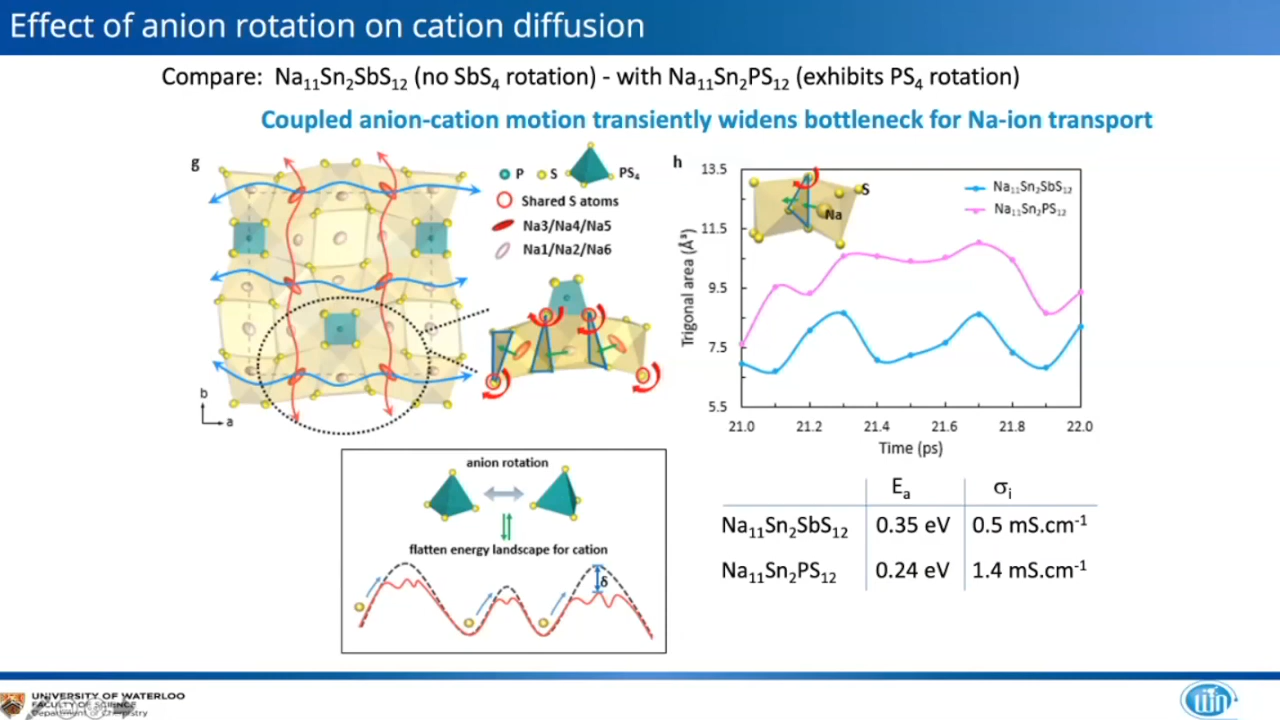 Effect of anion rotation on cation diffusion
Compare: Na₁₁Sn₂SbS₁₂ (no SbS₄ rotation) - with Na₁₁Sn₂PS₁₂ (exhibits PS₄ rotation)
Coupled anion-cation motion transiently widens bottleneck for Na-ion transport
g
P S PS₄
Shared S atoms
Na3/Na4/Na5
Na1/Na2/Na6
b
a
h
Trigonal area (Å³)
13.5
11.5
9.5
7.5
5.5
S
Na
Na₁₁Sn₂SbS₁₂
Na₁₁Sn₂PS₁₂
21.0 21.2 21.4 21.6 21.8 22.0
Time (ps)
anion rotation
flatten energy landscape for cation
δ
Eₐ σᵢ
Na₁₁Sn₂SbS₁₂ 0.35 eV 0.5 mS.cm⁻¹
Na₁₁Sn₂PS₁₂ 0.24 eV 1.4 mS.cm⁻¹
UNIVERSITY OF WATERLOO
FACULTY OF SCIENCE
Department of Chemistry